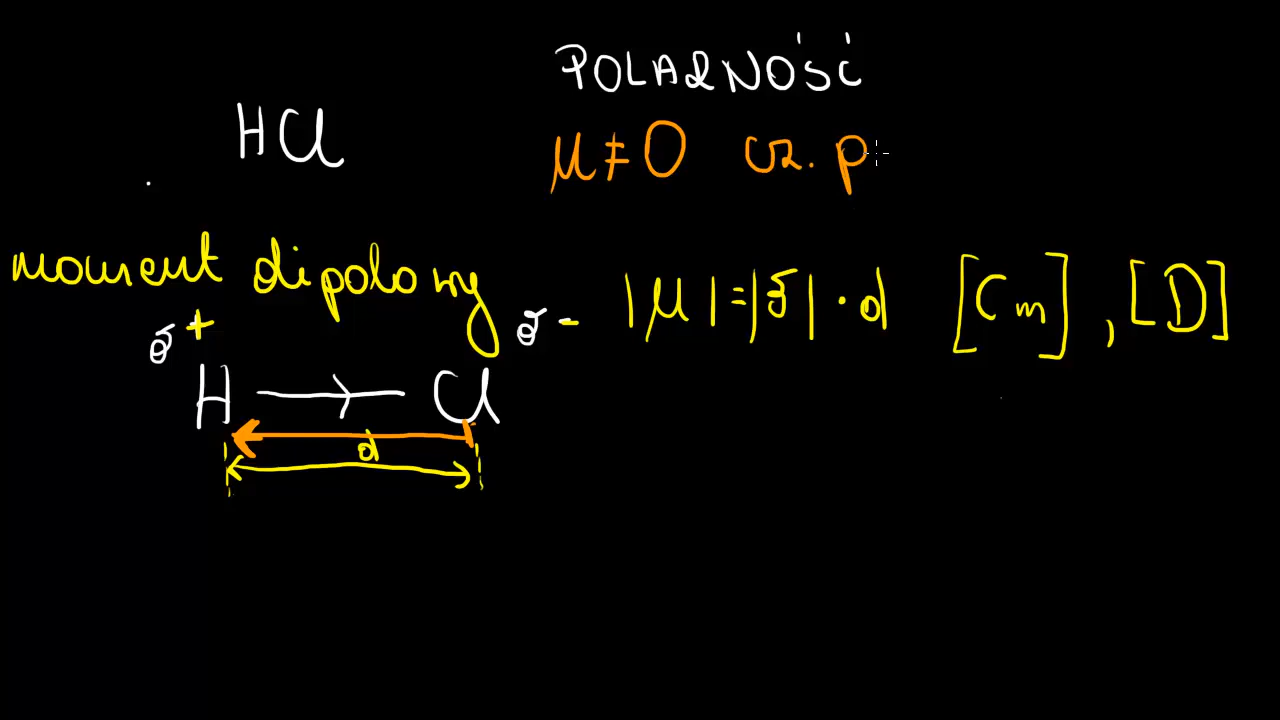 POLARNOŚĆ
HCl
μ≠0 cz. p
moment dipolowy
|μ|=|δ|·d [Cm], [D]
δ+ δ-
H Cl
d